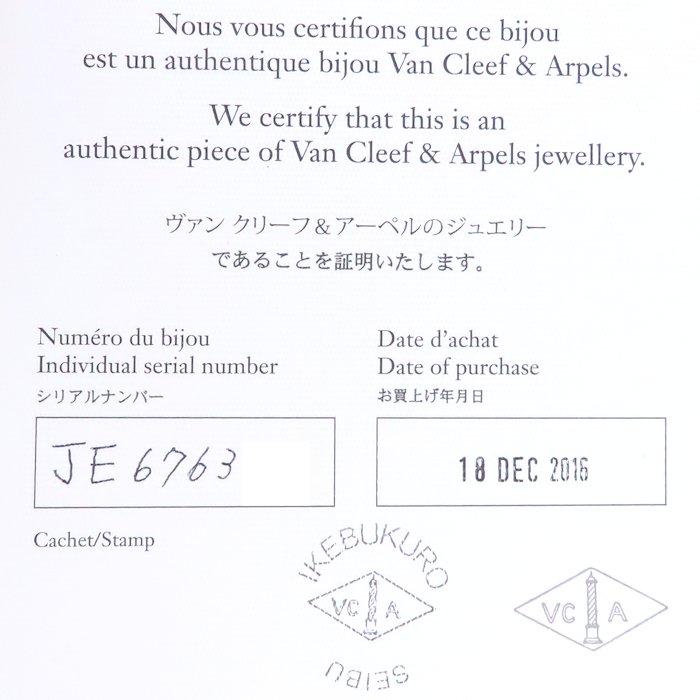 Nous vous certifions que ce bijou
est un authentique bijou Van Cleef & Arpels.
We certify that this is an
authentic piece of Van Cleef & Arpels jewellery.
ヴァン クリーフ&アーペルのジュエリー
であることを証明いたします。
Numéro du bijou
Individual serial number
シリアルナンバー
JE6763
Date d'achat
Date of purchase
お買上げ年月日
18 DEC 2016
Cachet/Stamp
IKEBUKURO
VC A
SEIBU
VC A